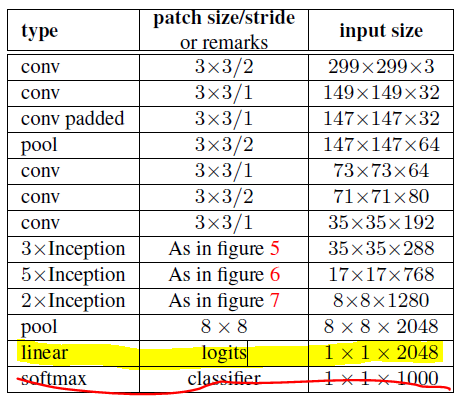 type patch size/stride or remarks input size
conv 3×3/2 299×299×3
conv 3×3/1 149×149×32
conv padded 3×3/1 147×147×32
pool 3×3/2 147×147×64
conv 3×3/1 73×73×64
conv 3×3/2 71×71×80
conv 3×3/1 35×35×192
3×Inception As in figure 5 35×35×288
5×Inception As in figure 6 17×17×768
2×Inception As in figure 7 8×8×1280
pool 8 × 8 8 × 8 × 2048
linear logits 1 × 1 × 2048
softmax classifier 1 × 1 × 1000